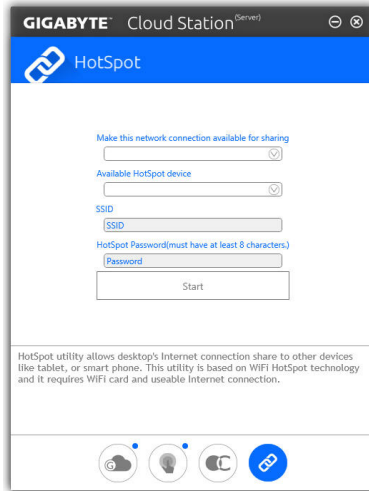 GIGABYTE™ Cloud Station (Server)
HotSpot
Make this network connection available for sharing
Available HotSpot device
SSID
SSID
HotSpot Password(must have at least 8 characters.)
Password
Start
HotSpot utility allows desktop's Internet connection share to other devices
like tablet, or smart phone. This utility is based on WiFi HotSpot technology
and it requires WiFi card and useable Internet connection.
G